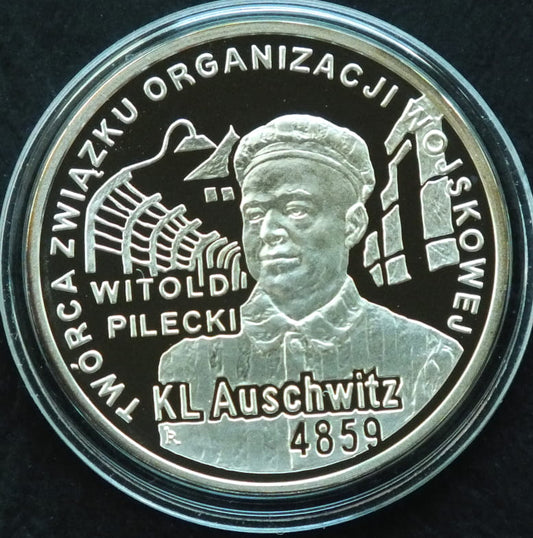 TWÓRCA ZWIĄZKU ORGANIZACJI WOJSKOWEJ
WITOLD
PILECKI
KL Auschwitz
4859